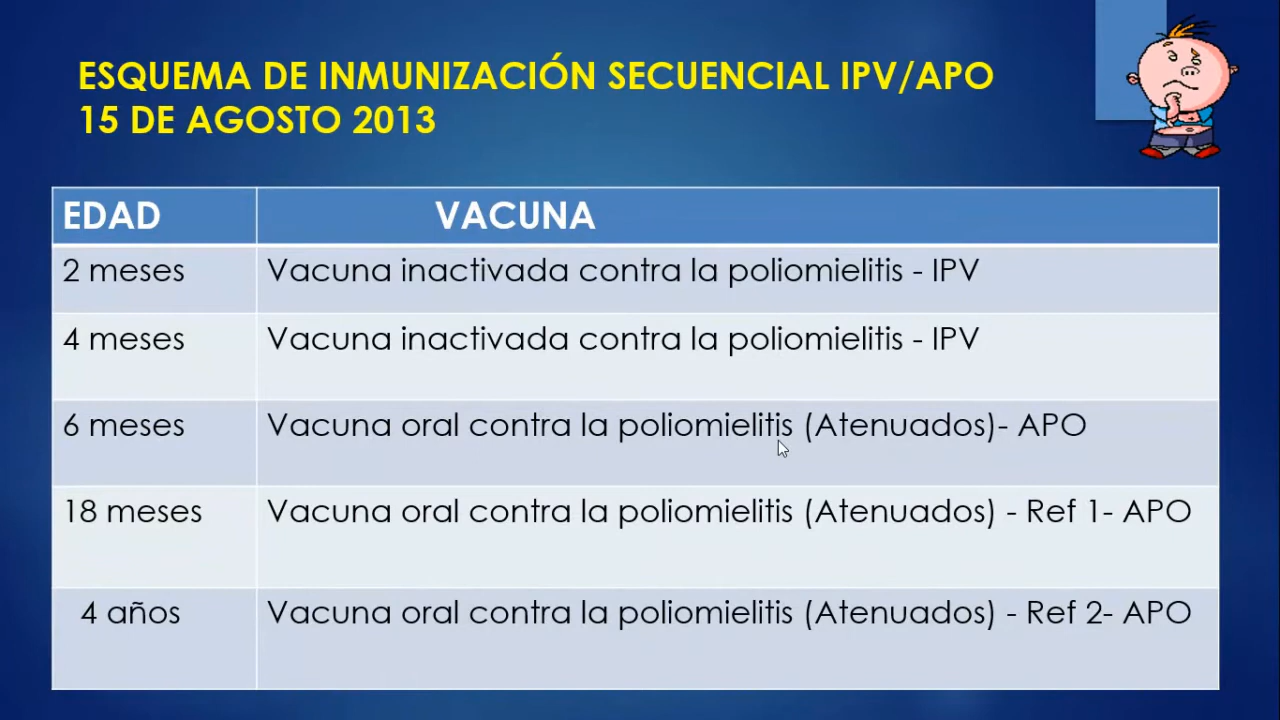 ESQUEMA DE INMUNIZACIÓN SECUENCIAL IPV/APO
15 DE AGOSTO 2013
EDAD VACUNA
2 meses Vacuna inactivada contra la poliomielitis - IPV
4 meses Vacuna inactivada contra la poliomielitis - IPV
6 meses Vacuna oral contra la poliomielitis (Atenuados)- APO
18 meses Vacuna oral contra la poliomielitis (Atenuados) - Ref 1- APO
4 años Vacuna oral contra la poliomielitis (Atenuados) - Ref 2- APO